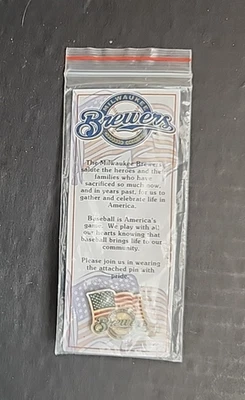 MILWAUKEE
Brewers
The Milwaukee Brewers
salute the heroes and the
families who have
sacrificed so much now,
and in years past, for us to
gather and celebrate life in
America.
Baseball is America's
game. We play with all
our hearts knowing that
baseball brings life to our
community.
Please join us in wearing
the attached pin with
pride.
Brewers